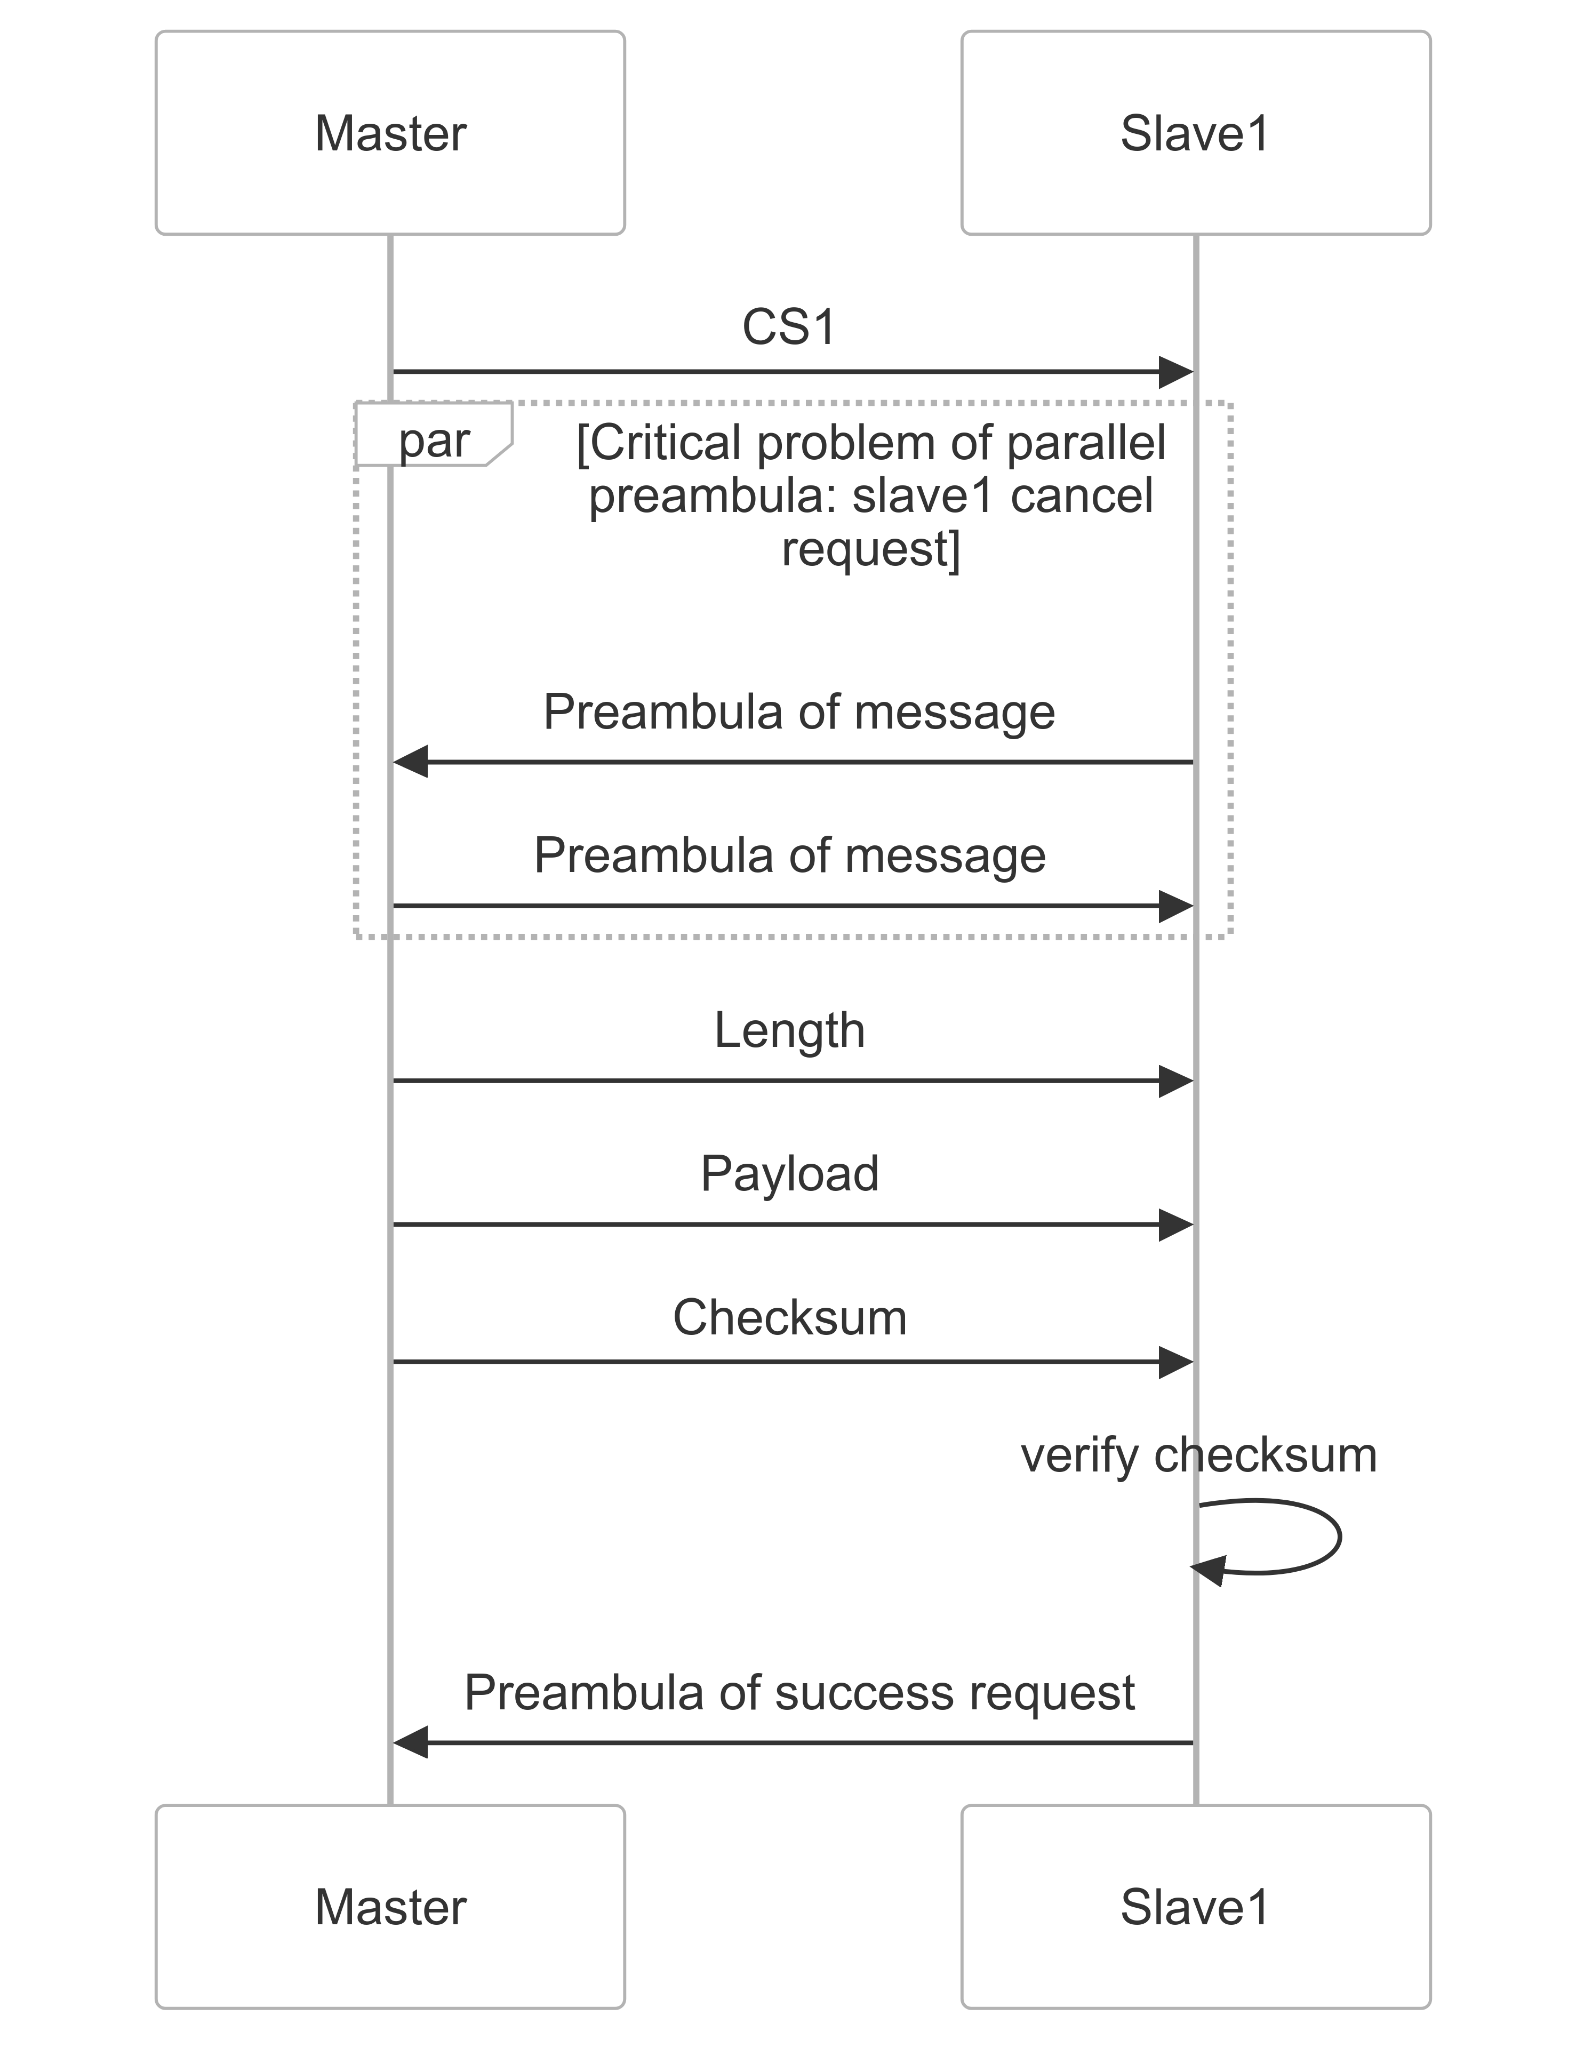 Master
Slave1
CS1
par
[Critical problem of parallel
preambula: slave1 cancel
request]
Preambula of message
Preambula of message
Length
Payload
Checksum
verify checksum
Preambula of success request
Master
Slave1